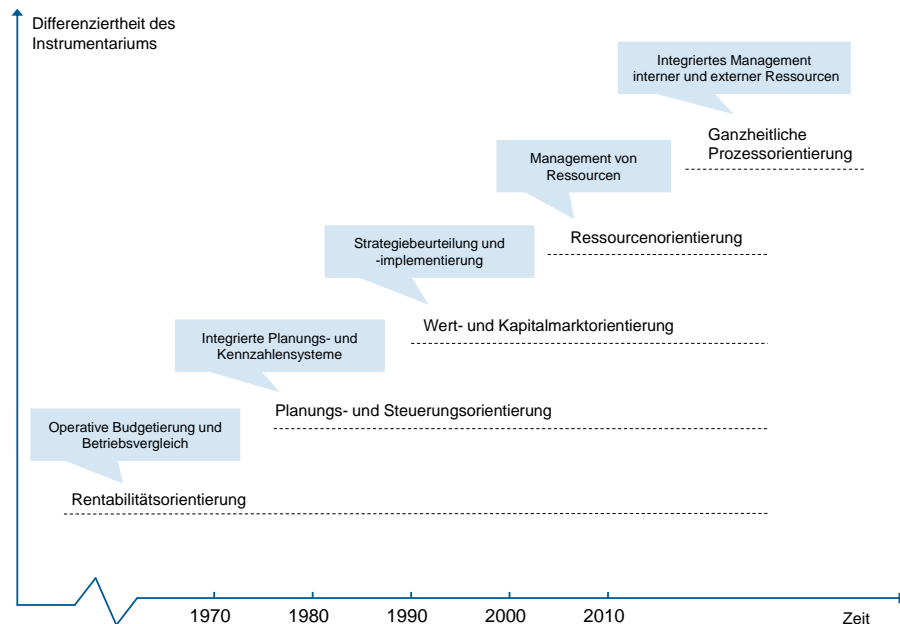 Differenziertheit des
Instrumentariums
Integriertes Management
interner und externer Ressourcen
Ganzheitliche
Prozessorientierung
Management von
Ressourcen
Ressourcenorientierung
Strategiebeurteilung und
-implementierung
Wert- und Kapitalmarktorientierung
Integrierte Planungs- und
Kennzahlensysteme
Planungs- und Steuerungsorientierung
Operative Budgetierung und
Betriebsvergleich
Rentabilitätsorientierung
1970 1980 1990 2000 2010 Zeit